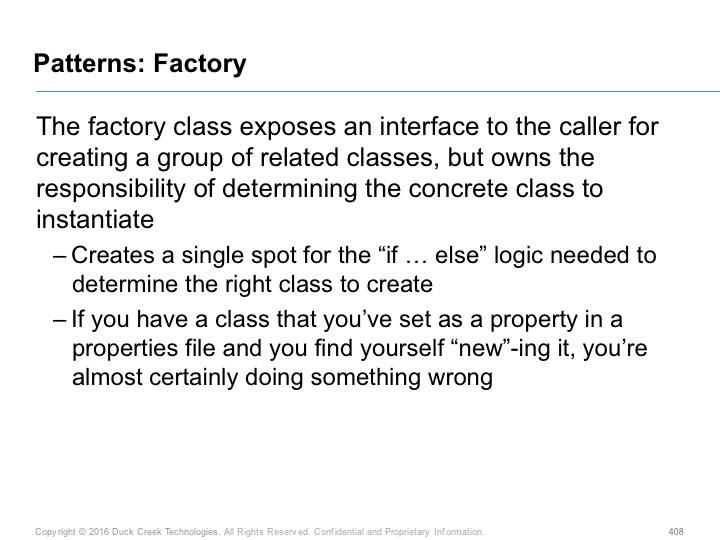 Patterns: Factory
The factory class exposes an interface to the caller for
creating a group of related classes, but owns the
responsibility of determining the concrete class to
instantiate
– Creates a single spot for the “if … else” logic needed to
determine the right class to create
– If you have a class that you’ve set as a property in a
properties file and you find yourself “new”-ing it, you’re
almost certainly doing something wrong
Copyright © 2016 Duck Creek Technologies. All Rights Reserved. Confidential and Proprietary Information.
408